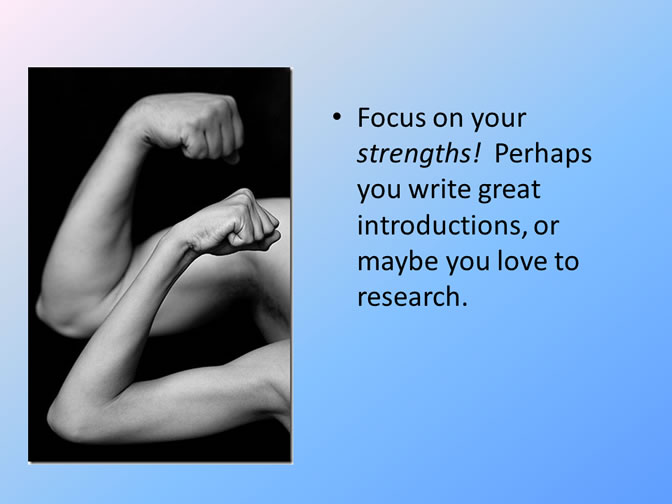 • Focus on your
strengths!  Perhaps
you write great
introductions, or
maybe you love to
research.